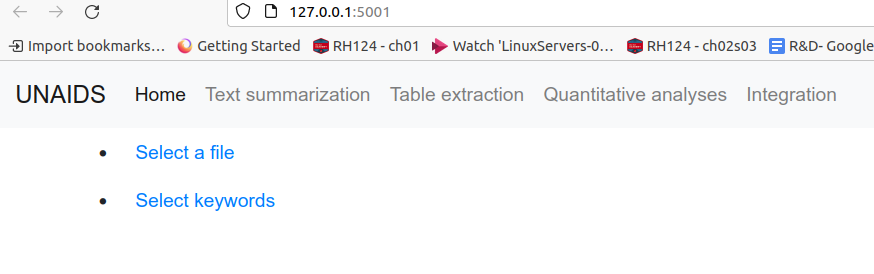 127.0.0.1:5001
Import bookmarks… Getting Started RH124 - ch01 Watch 'LinuxServers-0… RH124 - ch02s03 R&D- Google
UNAIDS Home Text summarization Table extraction Quantitative analyses Integration
• Select a file
• Select keywords